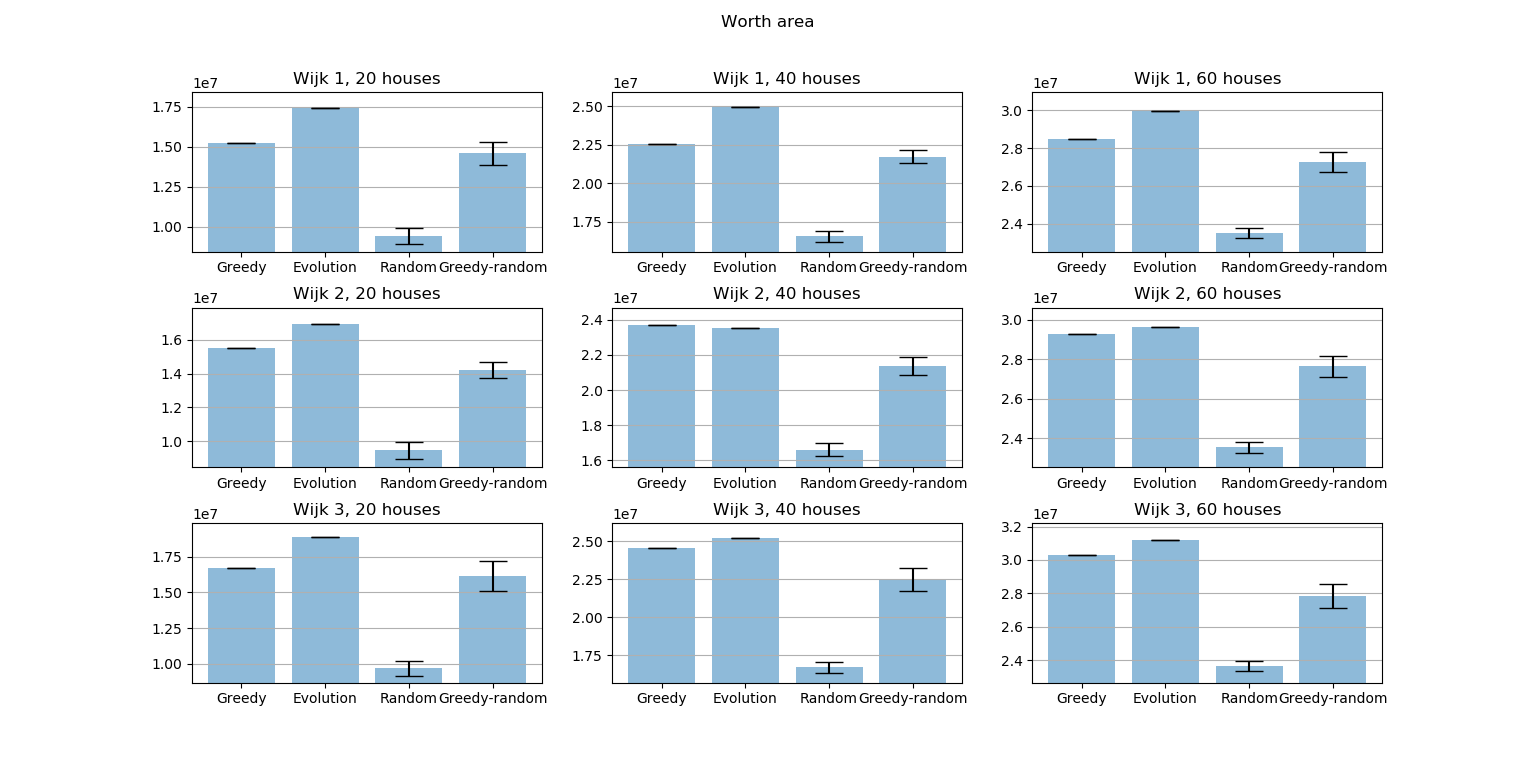 Worth area
Wijk 1, 20 houses
1e7
1.75
1.50
1.25
1.00
Greedy Evolution Random Greedy-random
Wijk 1, 40 houses
1e7
2.50
2.25
2.00
1.75
Greedy Evolution Random Greedy-random
Wijk 1, 60 houses
1e7
3.0
2.8
2.6
2.4
Greedy Evolution Random Greedy-random
Wijk 2, 20 houses
1e7
1.6
1.4
1.2
1.0
Greedy Evolution Random Greedy-random
Wijk 2, 40 houses
1e7
2.4
2.2
2.0
1.8
1.6
Greedy Evolution Random Greedy-random
Wijk 2, 60 houses
1e7
3.0
2.8
2.6
2.4
Greedy Evolution Random Greedy-random
Wijk 3, 20 houses
1e7
1.75
1.50
1.25
1.00
Greedy Evolution Random Greedy-random
Wijk 3, 40 houses
1e7
2.50
2.25
2.00
1.75
Greedy Evolution Random Greedy-random
Wijk 3, 60 houses
1e7
3.2
3.0
2.8
2.6
2.4
Greedy Evolution Random Greedy-random